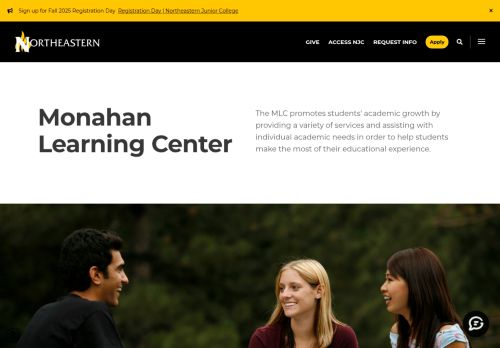 Sign up for Fall 2025 Registration Day  Registration Day | Northeastern Junior College
NORTHEASTERN
GIVE  ACCESS NJC  REQUEST INFO  Apply
Monahan
Learning Center
The MLC promotes students' academic growth by
providing a variety of services and assisting with
individual academic needs in order to help students
make the most of their educational experience.